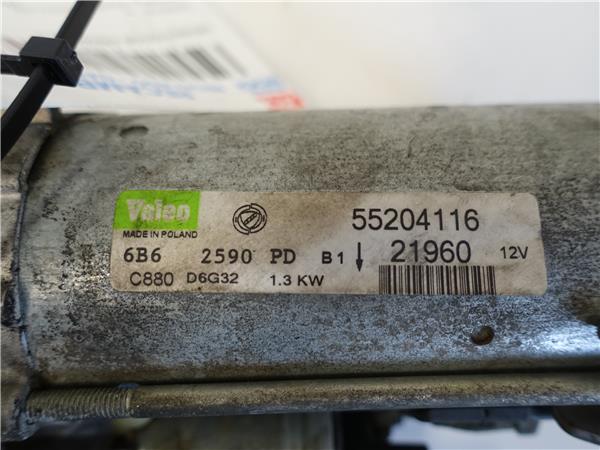 Valeo
MADE IN POLAND
55204116
6B6 2590 PD B1 21960 12V
C880 D6G32 1.3 KW